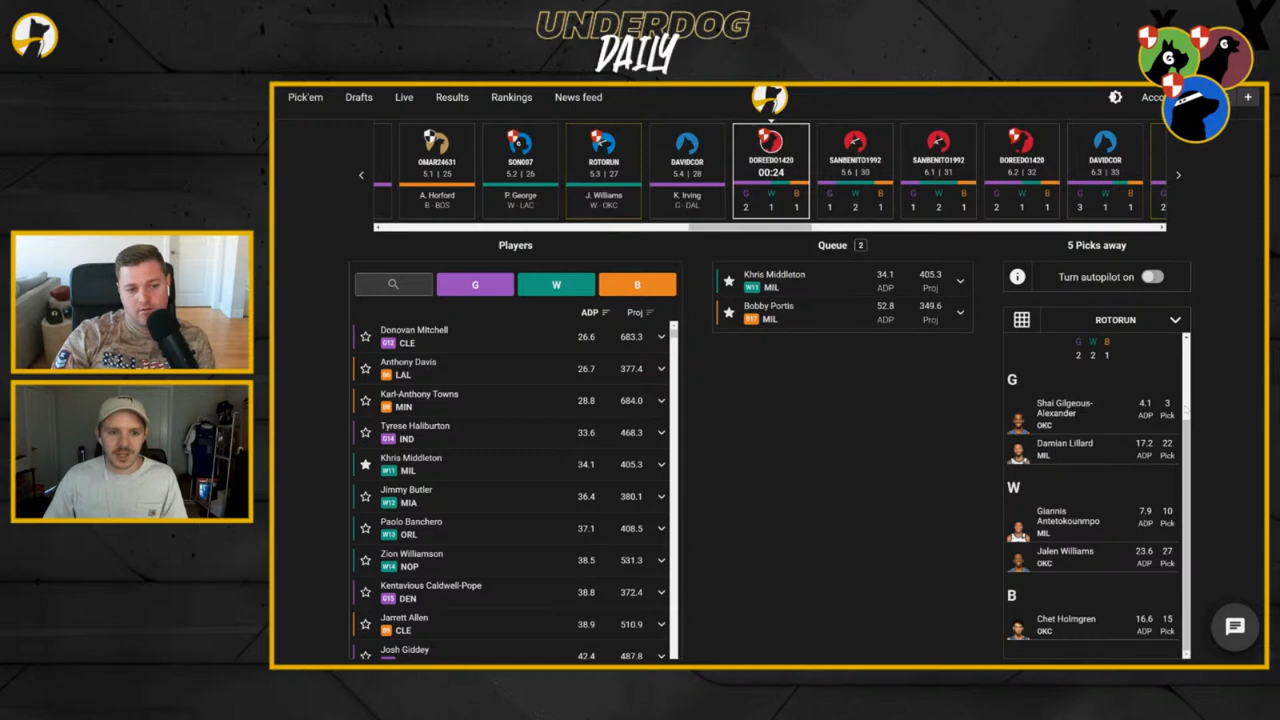 UNDERDOG
DAILY
G
G
Pick'em Drafts Live Results Rankings News feed
+
OMAR24631
5.1 | 25
A. Horford
B - BOS
SON007
5.2 | 26
P. George
W - LAC
ROTORUN
5.3 | 27
J. Williams
W - OKC
DAVIDCOR
5.4 | 28
K. Irving
G - DAL
DOREEDO1420
00:24
G W B
2 1 1
SANBENITO1992
5.6 | 30
G W B
1 2 1
SANBENITO1992
6.1 | 31
G W B
1 2 1
DOREEDO1420
6.2 | 32
G W B
2 1 1
DAVIDCOR
6.3 | 33
G W B
3 1 1
2
Players
G W B
ADP Proj
Donovan Mitchell
G12 CLE
26.6 683.3
Anthony Davis
LAL
26.7 377.4
Karl-Anthony Towns
MIN
28.8 684.0
Tyrese Haliburton
G14 IND
33.6 468.3
Khris Middleton
W11 MIL
34.1 405.3
Jimmy Butler
W12 MIA
36.4 380.1
Paolo Banchero
W13 ORL
37.1 408.5
Zion Williamson
W14 NOP
38.5 531.3
Kentavious Caldwell-Pope
G15 DEN
38.8 372.4
Jarrett Allen
CLE
38.9 510.9
Josh Giddey
42.4 487.8
Queue 2
Khris Middleton
W11 MIL
34.1 405.3
ADP Proj
Bobby Portis
B17 MIL
52.8 349.6
ADP Proj
5 Picks away
Turn autopilot on
ROTORUN
G W B
2 2 1
G
Shai Gilgeous-
Alexander
OKC
4.1 3
ADP Pick
Damian Lillard
MIL
17.2 22
ADP Pick
W
Giannis
Antetokounmpo
MIL
7.9 10
ADP Pick
Jalen Williams
OKC
23.6 27
ADP Pick
B
Chet Holmgren
OKC
16.6 15
ADP Pick